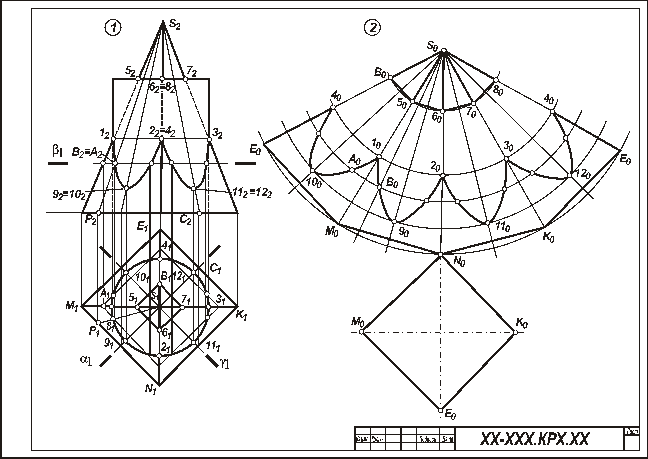 1
S₂
5₂ 7₂
6₂=8₂
1₂ 2₂=4₂ 3₂
β₁ B₂=A₂
9₂=10₂ 11₂=12₂
P₂ E₁ C₂
4₁ C₁
10₁ B₁ 12₁
A₁
M₁ 5₁ 7₁ 3₁ K₁
P₁ 6₁
9₁ 2₁ 11₁
α₁ γ₁
N₁
2
S₀
B₀ 8₀
5₀ 6₀ 7₀
4₀ 4₀
E₀ 1₀ 3₀ E₀
A₀
10₀ B₀ 2₀ 12₀
M₀ 9₀ 11₀ K₀
N₀
M₀ K₀
E₀
XX-XXX.KPX.XX